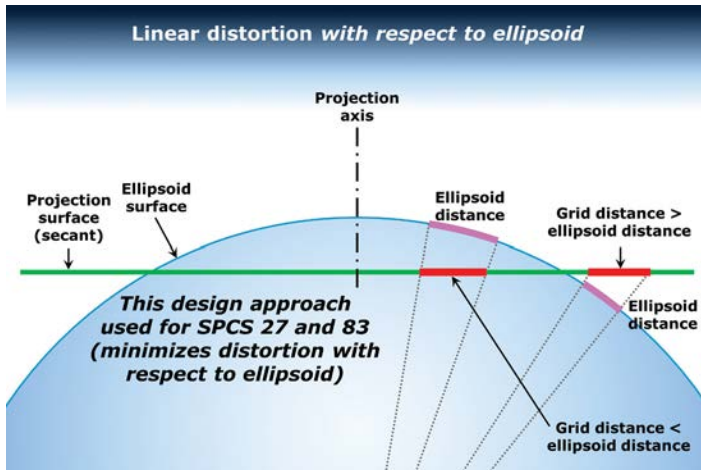 Linear distortion with respect to ellipsoid
Projection
axis
Projection
surface
(secant)
Ellipsoid
surface
Ellipsoid
distance
Grid distance >
ellipsoid distance
This design approach
used for SPCS 27 and 83
(minimizes distortion with
respect to ellipsoid)
Ellipsoid
distance
Grid distance <
ellipsoid distance